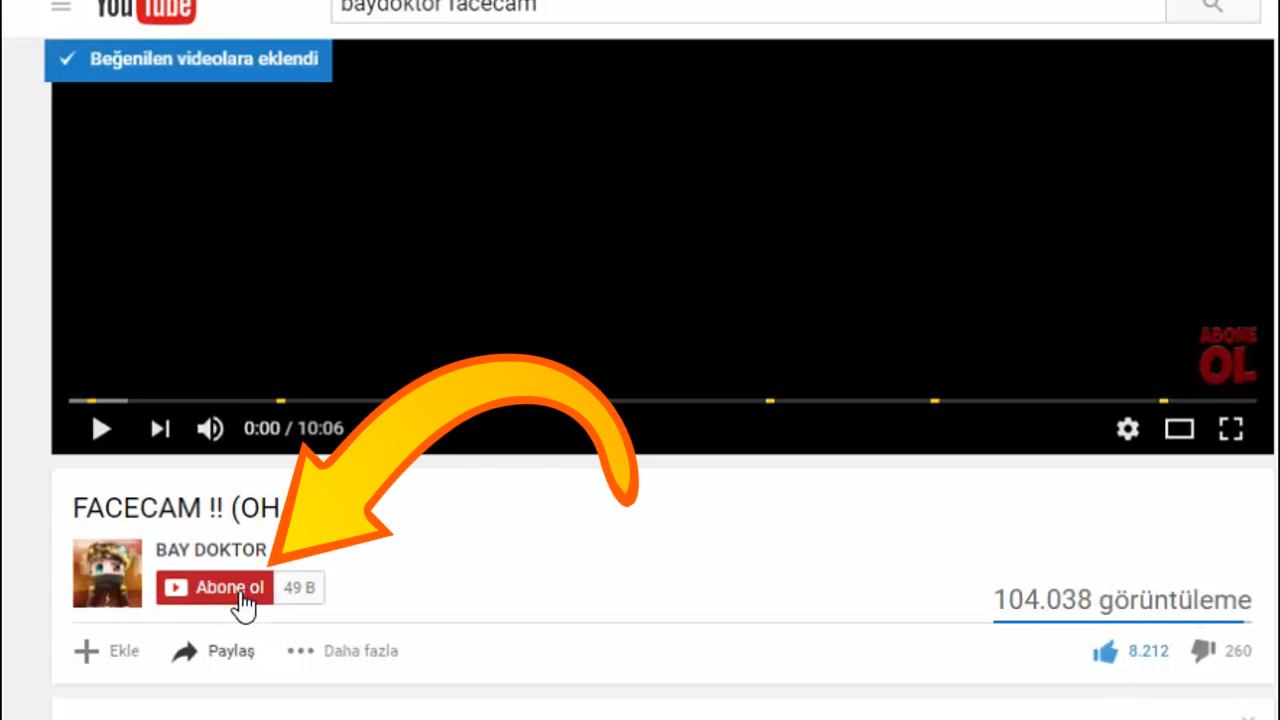 YouTube
baydoktor facecam
Beğenilen videolara eklendi
ABONE
OL
0:00 / 10:06
FACECAM !! (OH
BAY DOKTOR
Abone ol
49 B
104.038 görüntüleme
Ekle
Paylaş
Daha fazla
8.212
260